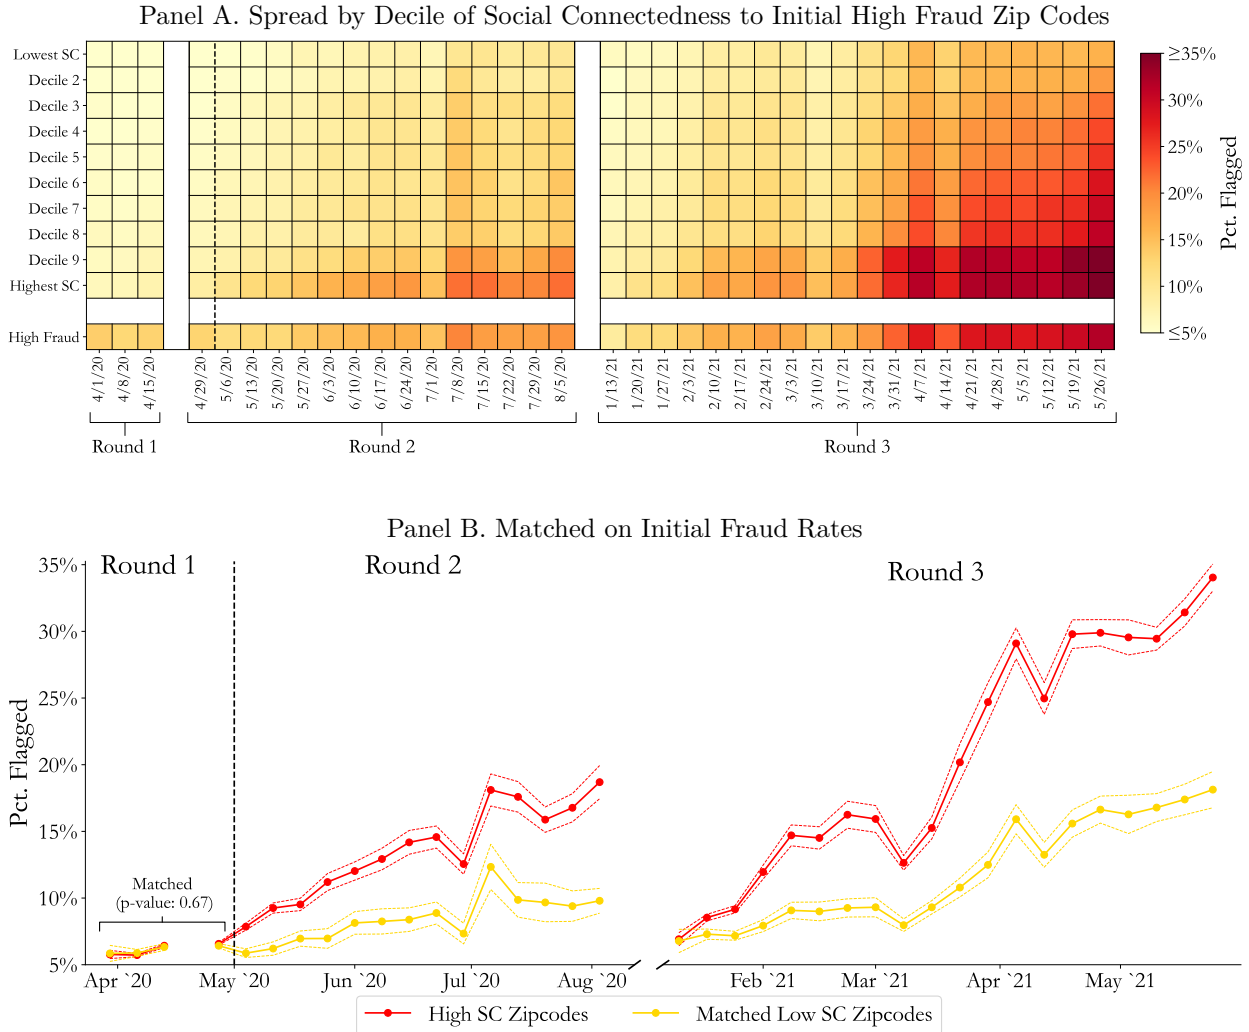 Panel A. Spread by Decile of Social Connectedness to Initial High Fraud Zip Codes
Lowest SC
Decile 2
Decile 3
Decile 4
Decile 5
Decile 6
Decile 7
Decile 8
Decile 9
Highest SC
High Fraud
≥35%
30%
25%
20%
15%
10%
≤5%
Pct. Flagged
4/1/20
4/8/20
4/15/20
4/29/20
5/6/20
5/13/20
5/20/20
5/27/20
6/3/20
6/10/20
6/17/20
6/24/20
7/1/20
7/8/20
7/15/20
7/22/20
7/29/20
8/5/20
1/13/21
1/20/21
1/27/21
2/3/21
2/10/21
2/17/21
2/24/21
3/3/21
3/10/21
3/17/21
3/24/21
3/31/21
4/7/21
4/14/21
4/21/21
4/28/21
5/5/21
5/12/21
5/19/21
5/26/21
Round 1
Round 2
Round 3
Panel B. Matched on Initial Fraud Rates
Round 1
Round 2
Round 3
35%
30%
25%
20%
15%
10%
5%
Pct. Flagged
Matched
(p-value: 0.67)
Apr `20
May `20
Jun `20
Jul `20
Aug `20
Feb `21
Mar `21
Apr `21
May `21
High SC Zipcodes
Matched Low SC Zipcodes